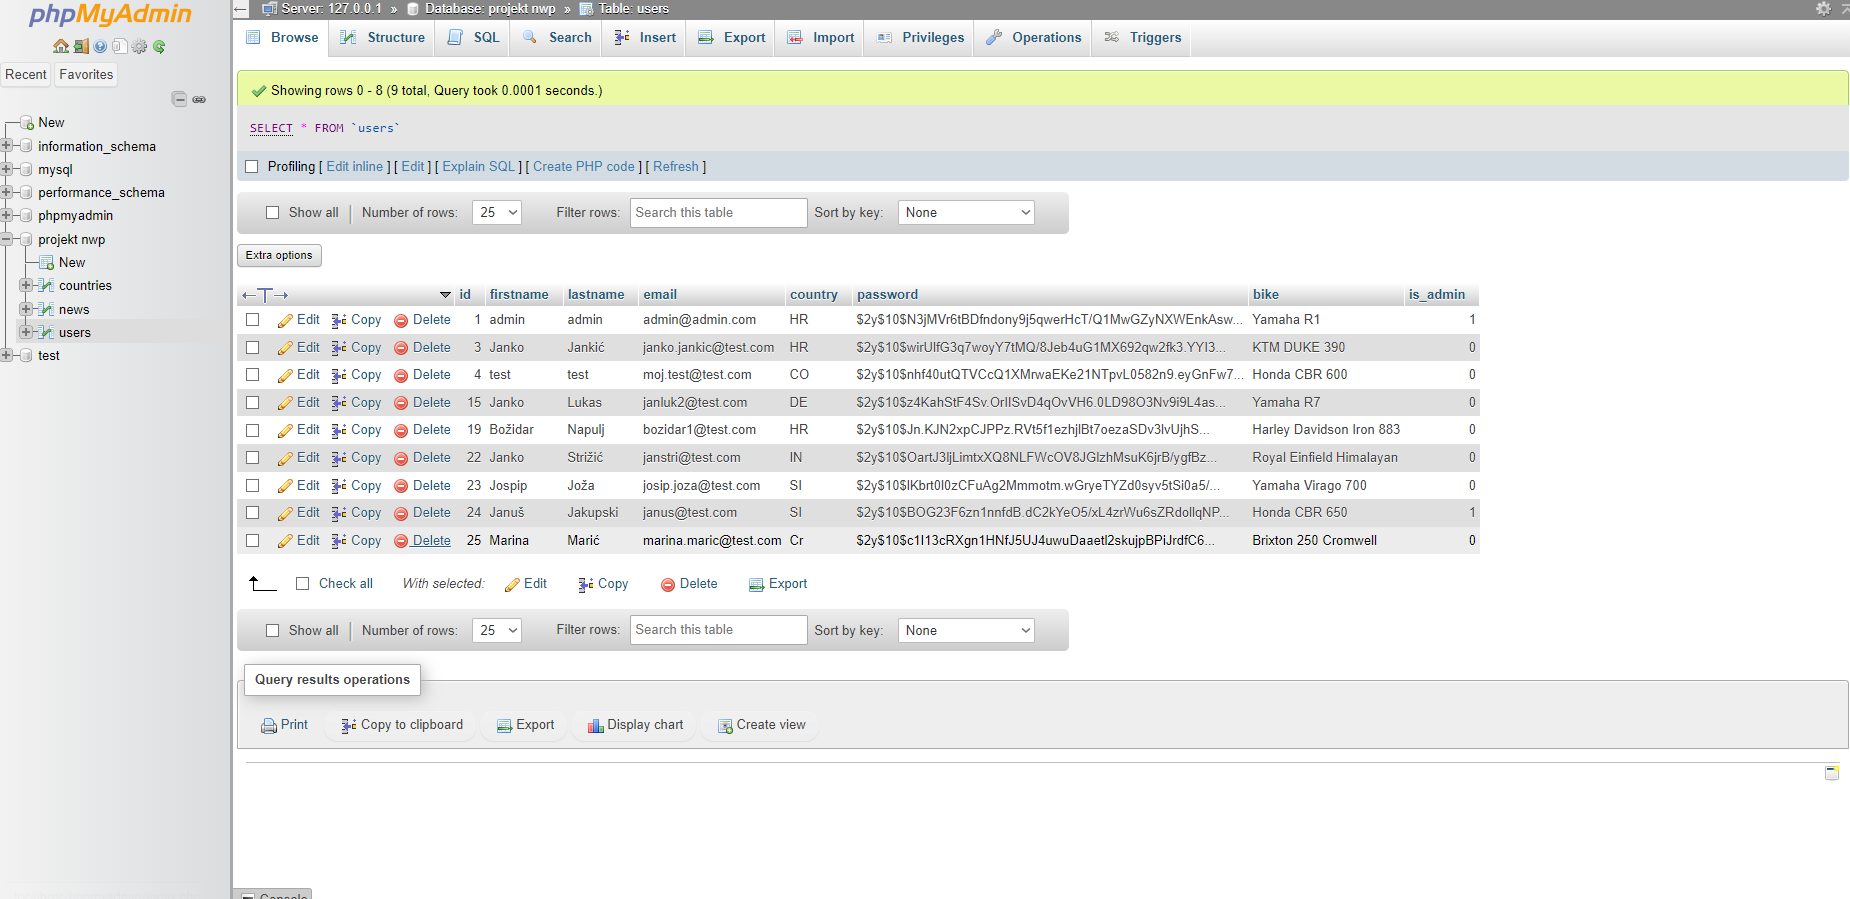 phpMyAdmin
Recent Favorites
New
information_schema
mysql
performance_schema
phpmyadmin
projekt nwp
New
countries
news
users
test
Server: 127.0.0.1 » Database: projekt nwp » Table: users
Browse Structure SQL Search Insert Export Import Privileges Operations Triggers
Showing rows 0 - 8 (9 total, Query took 0.0001 seconds.)
SELECT * FROM `users`
Profiling [ Edit inline ] [ Edit ] [ Explain SQL ] [ Create PHP code ] [ Refresh ]
Show all | Number of rows: 25 Filter rows: Search this table Sort by key: None
Extra options
id firstname lastname email country password bike is_admin
Edit Copy Delete 1 admin admin admin@admin.com HR $2y$10$N3jMVr6tBDfndony9j5qwerHcT/Q1MwGZyNXWEnkAsw... Yamaha R1 1
Edit Copy Delete 3 Janko Jankić janko.jankic@test.com HR $2y$10$wirUlfG3q7woyY7tMQ/8Jeb4uG1MX692qw2fk3.YYI3... KTM DUKE 390 0
Edit Copy Delete 4 test test moj.test@test.com CO $2y$10$nhf40utQTVCcQ1XMrwaEKe21NTpvL0582n9.eyGnFw7... Honda CBR 600 0
Edit Copy Delete 15 Janko Lukas janluk2@test.com DE $2y$10$z4KahStF4Sv.OrIISvD4qOvVH6.0LD98O3Nv9i9L4as... Yamaha R7 0
Edit Copy Delete 19 Božidar Napulj bozidar1@test.com HR $2y$10$Jn.KJN2xpCJPPz.RVt5f1ezhjlBt7oezaSDv3lvUjhS... Harley Davidson Iron 883 0
Edit Copy Delete 22 Janko Strižić janstri@test.com IN $2y$10$OartJ3ljLimtxXQ8NLFWcOV8JGlzhMsuK6jrB/ygfBz... Royal Einfield Himalayan 0
Edit Copy Delete 23 Jospip Joža josip.joza@test.com SI $2y$10$lKbrt0l0zCFuAg2Mmmotm.wGryeTYZd0syv5tSi0a5/... Yamaha Virago 700 0
Edit Copy Delete 24 Januš Jakupski janus@test.com SI $2y$10$BOG23F6zn1nnfdB.dC2kYeO5/xL4zrWu6sZRdollqNP... Honda CBR 650 1
Edit Copy Delete 25 Marina Marić marina.maric@test.com Cr $2y$10$c1I13cRXgn1HNfJ5UJ4uwuDaaetl2skujpBPiJrdfC6... Brixton 250 Cromwell 0
Check all With selected: Edit Copy Delete Export
Show all | Number of rows: 25 Filter rows: Search this table Sort by key: None
Query results operations
Print Copy to clipboard Export Display chart Create view
Console